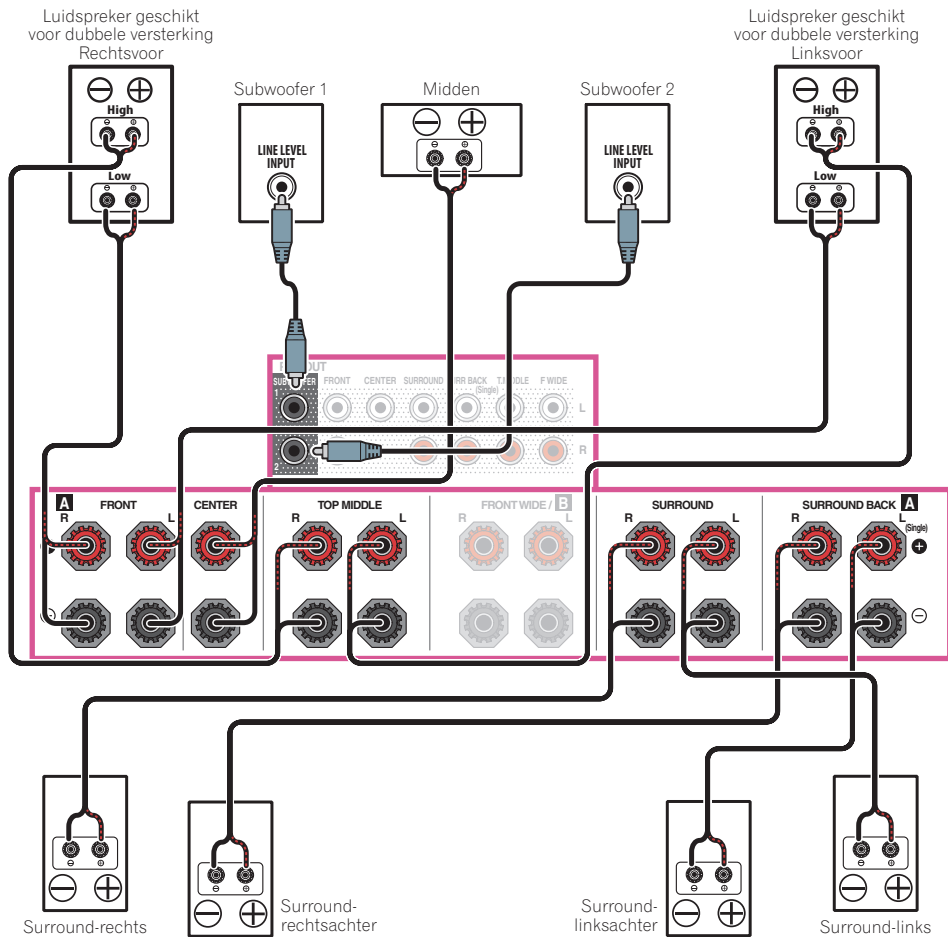 Luidspreker geschikt
voor dubbele versterking
Rechtsvoor
Luidspreker geschikt
voor dubbele versterking
Linksvoor
Subwoofer 1
Midden
Subwoofer 2
High
Low
LINE LEVEL
INPUT
LINE LEVEL
INPUT
High
Low
OUT
FRONT CENTER SURROUND T.MIDDLE F WIDE
(Single)
1
L
2
R
A FRONT CENTER TOP MIDDLE FRONT WIDE / B SURROUND SURROUND BACK A
R L R L R L R L R L
(Single)
Surround-rechts
Surround-
rechtsachter
Surround-
linksachter
Surround-links